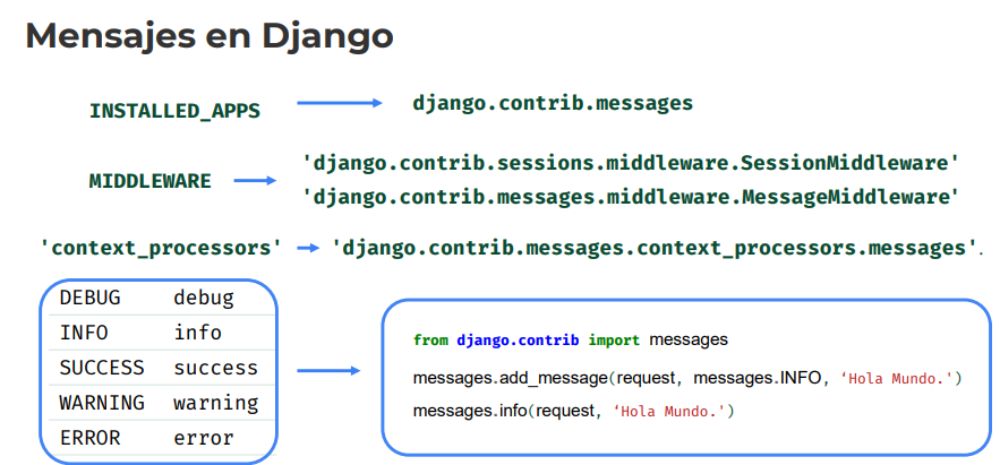 Mensajes en Django
INSTALLED_APPS django.contrib.messages
MIDDLEWARE 'django.contrib.sessions.middleware.SessionMiddleware'
'django.contrib.messages.middleware.MessageMiddleware'
'context_processors' 'django.contrib.messages.context_processors.messages'.
DEBUG debug
INFO info
SUCCESS success
WARNING warning
ERROR error
from django.contrib import messages
messages.add_message(request, messages.INFO, ‘Hola Mundo.')
messages.info(request, ‘Hola Mundo.')